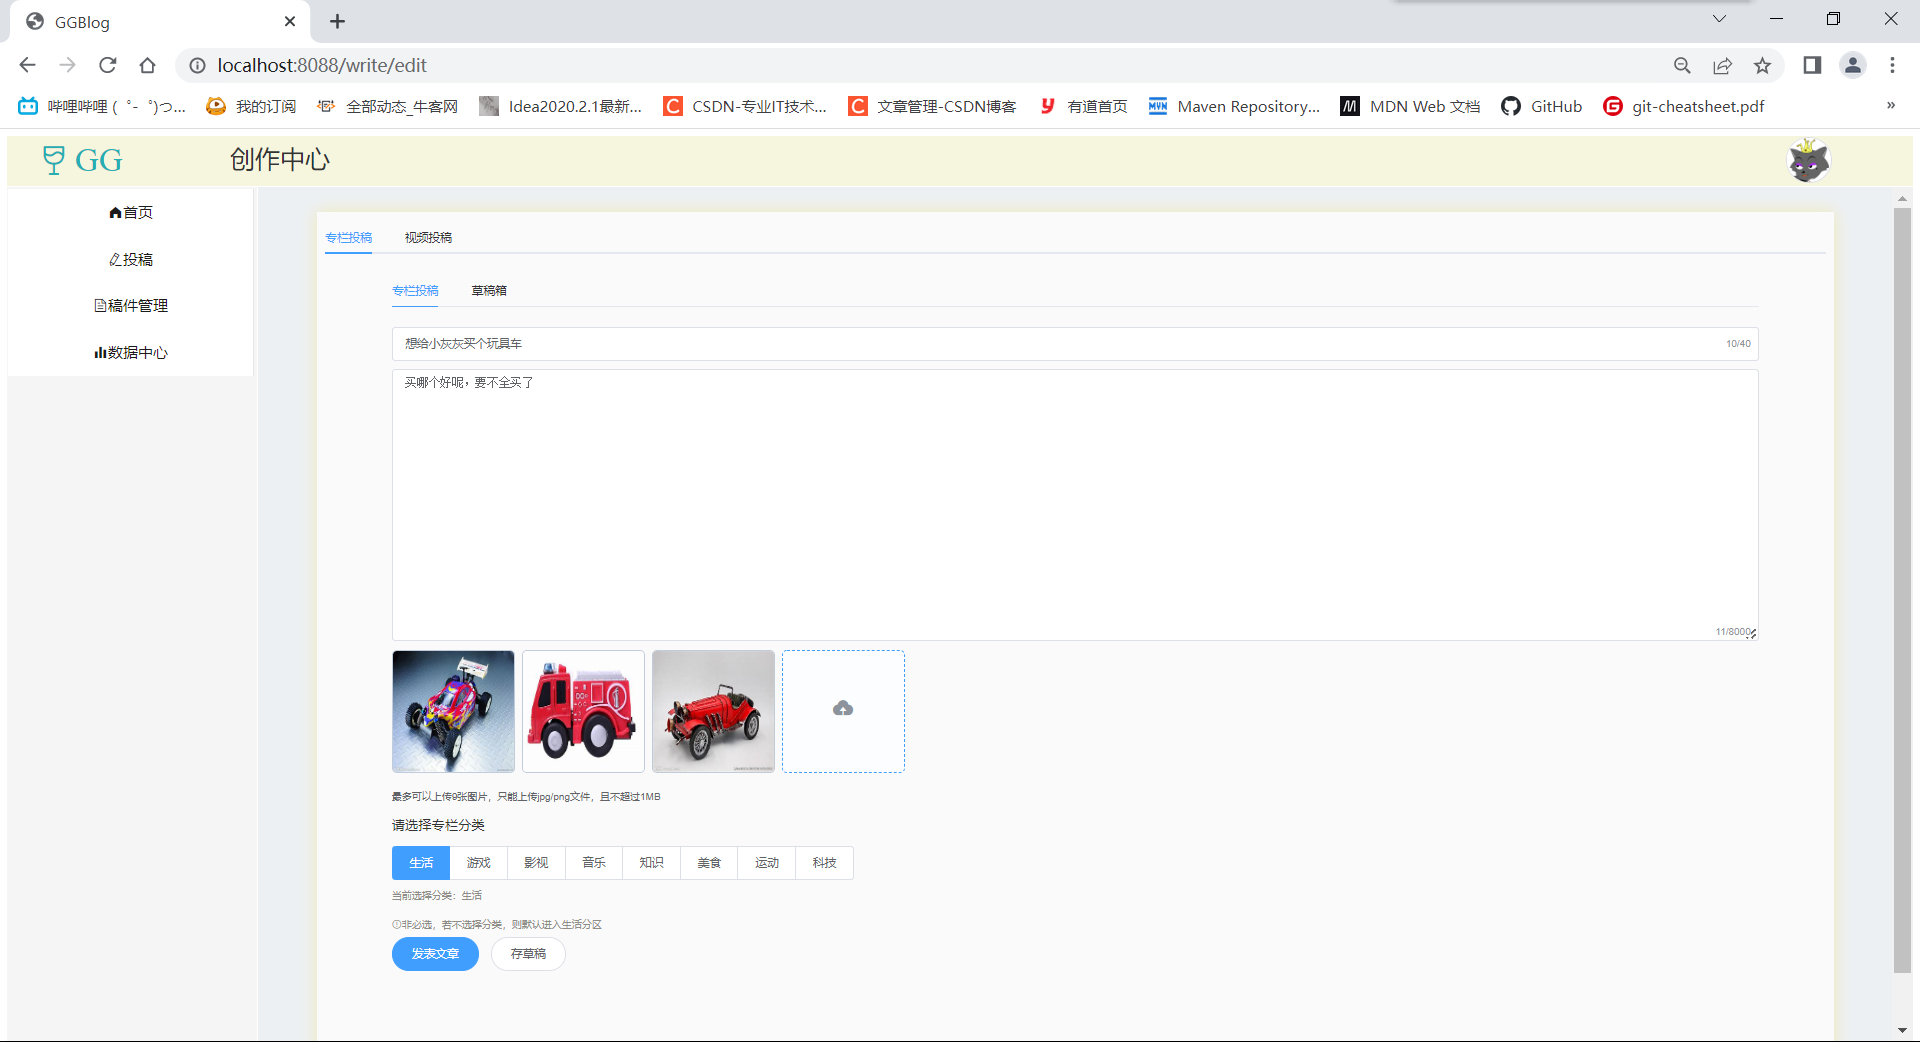 GGBlog
localhost:8088/write/edit
哔哩哔哩 ( ゜- ゜)つ... 我的订阅 全部动态_牛客网 Idea2020.2.1最新... CSDN-专业IT技术... 文章管理-CSDN博客 有道首页 Maven Repository... MDN Web 文档 GitHub git-cheatsheet.pdf »
GG 创作中心
首页
投稿
稿件管理
数据中心
专栏投稿 视频投稿
专栏投稿 草稿箱
想给小灰灰买个玩具车 10/40
买哪个好呢，要不全买了
11/8000
最多可以上传9张图片，只能上传jpg/png文件，且不超过1MB
请选择专栏分类
生活 游戏 影视 音乐 知识 美食 运动 科技
当前选择分类：生活
非必选，若不选择分类，则默认进入生活分区
发表文章 存草稿